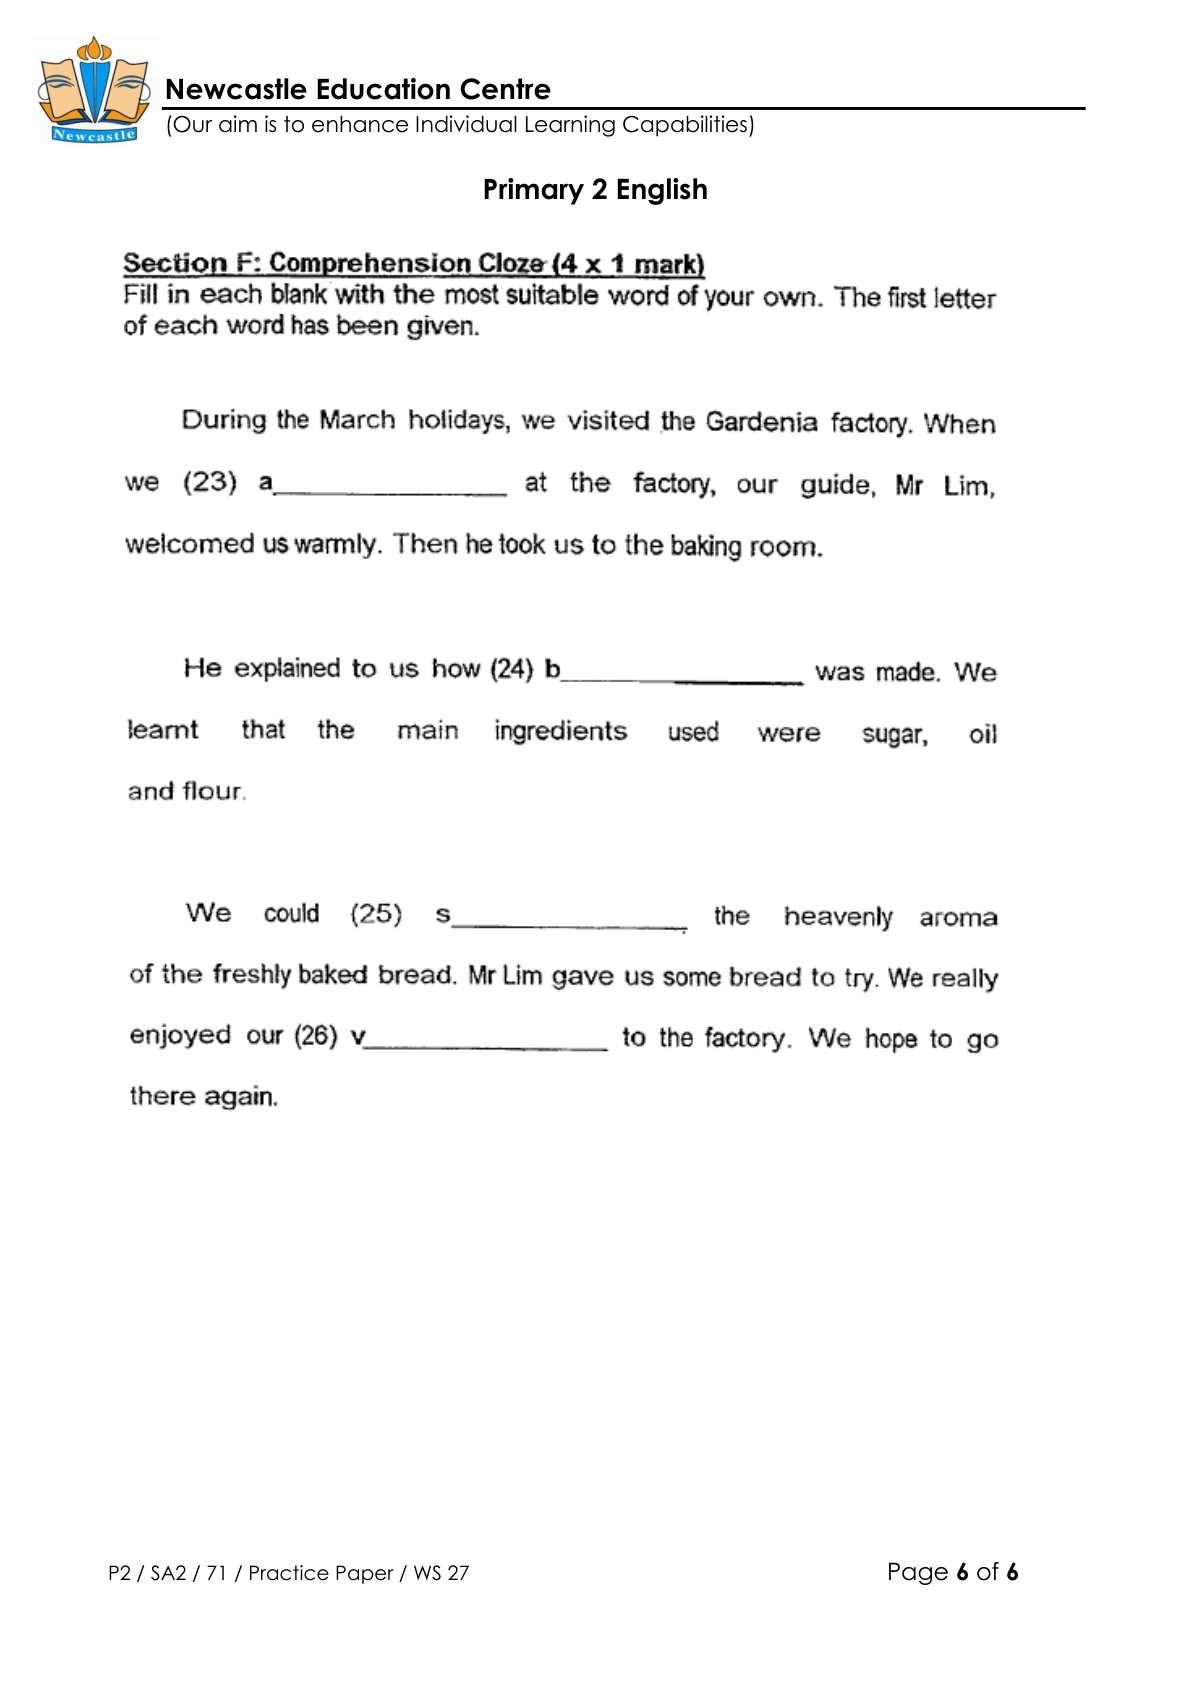 Newcastle
Newcastle Education Centre
(Our aim is to enhance Individual Learning Capabilities)
Primary 2 English
Section F: Comprehension Cloze (4 x 1 mark)
Fill in each blank with the most suitable word of your own. The first letter
of each word has been given.
During the March holidays, we visited the Gardenia factory. When
we (23) a_______________ at the factory, our guide, Mr Lim,
welcomed us warmly. Then he took us to the baking room.
He explained to us how (24) b_______________ was made. We
learnt that the main ingredients used were sugar, oil
and flour.
We could (25) s_______________ the heavenly aroma
of the freshly baked bread. Mr Lim gave us some bread to try. We really
enjoyed our (26) v_______________ to the factory. We hope to go
there again.
P2 / SA2 / 71 / Practice Paper / WS 27 Page 6 of 6